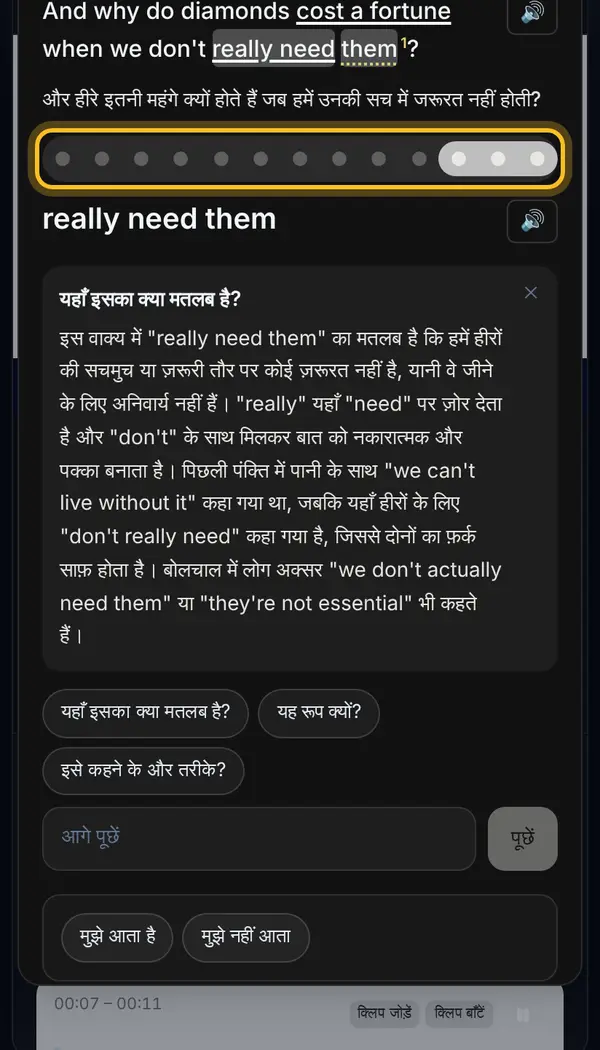 And why do diamonds cost a fortune
when we don't really need them¹?
और हीरे इतनी महंगे क्यों होते हैं जब हमें उनकी सच में जरूरत नहीं होती?
really need them
यहाँ इसका क्या मतलब है?
इस वाक्य में "really need them" का मतलब है कि हमें हीरों
की सचमुच या ज़रूरी तौर पर कोई ज़रूरत नहीं है, यानी वे जीने
के लिए अनिवार्य नहीं हैं। "really" यहाँ "need" पर ज़ोर देता
है और "don't" के साथ मिलकर बात को नकारात्मक और
पक्का बनाता है। पिछली पंक्ति में पानी के साथ "we can't
live without it" कहा गया था, जबकि यहाँ हीरों के लिए
"don't really need" कहा गया है, जिससे दोनों का फ़र्क
साफ़ होता है। बोलचाल में लोग अक्सर "we don't actually
need them" या "they're not essential" भी कहते
हैं।
यहाँ इसका क्या मतलब है?
यह रूप क्यों?
इसे कहने के और तरीके?
आगे पूछें
पूछें
मुझे आता है
मुझे नहीं आता
00:07 – 00:11
क्लिप जोड़ें
क्लिप बाँटें